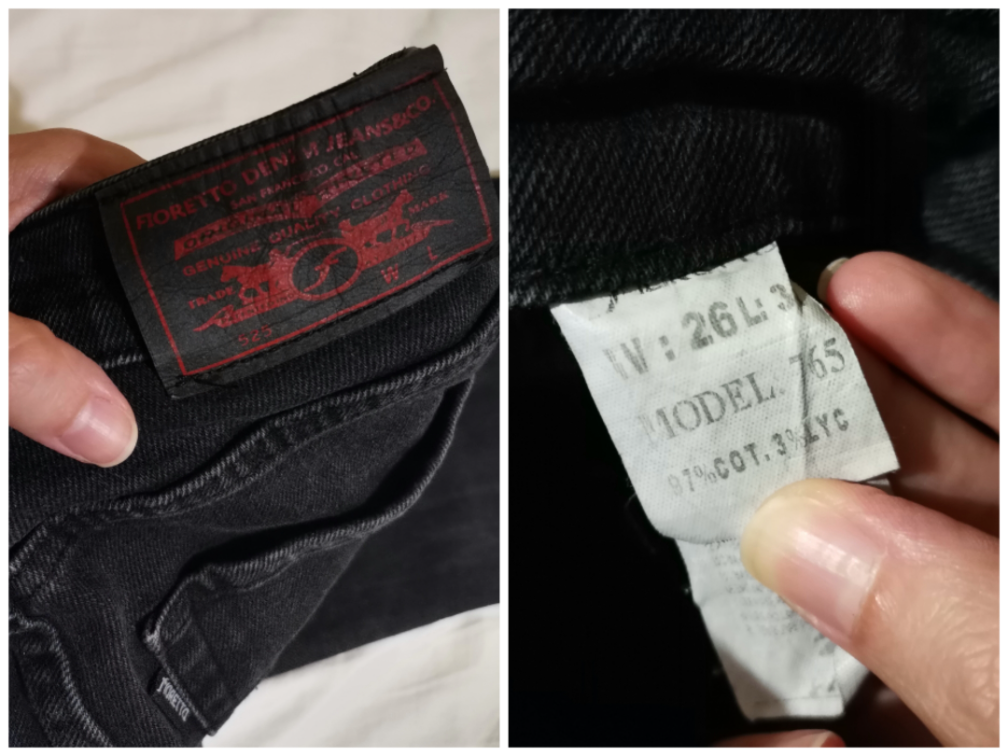 FIORETTO DENIM JEANS&CO.
SAN FRANCISCO CAL
GENUINE QUALITY CLOTHING
TRADE MARK
W L
525
FIORETTO
W: 26 L: 3
MODEL. 765
97%COT. 3%LYC